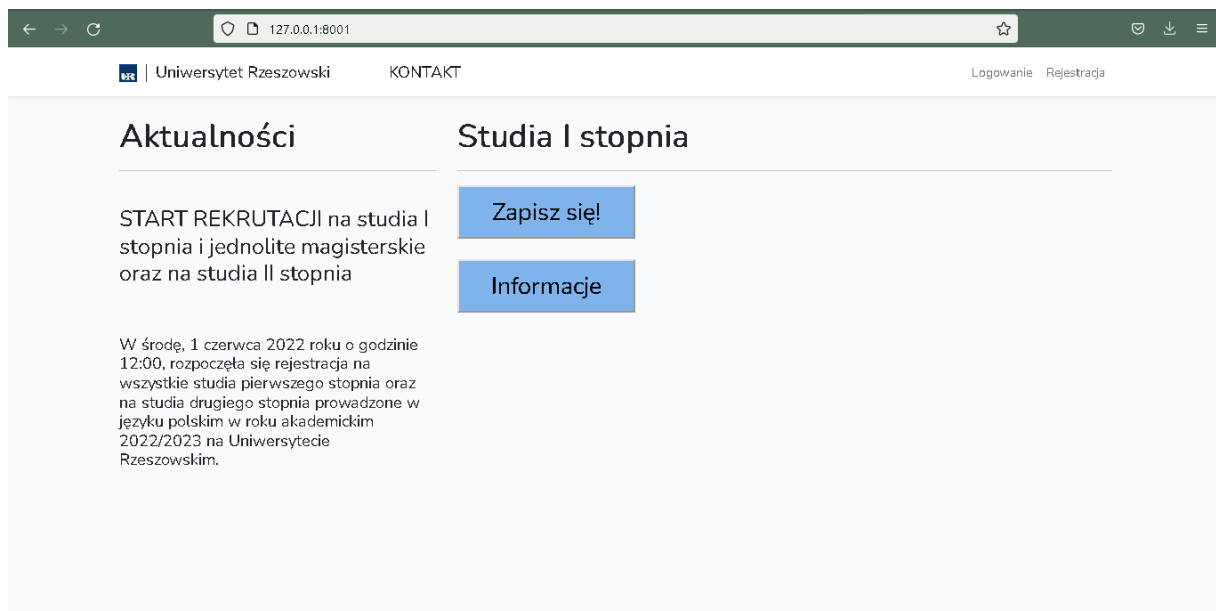 127.0.0.1:8001
UR | Uniwersytet Rzeszowski KONTAKT Logowanie Rejestracja
Aktualności
START REKRUTACJI na studia I
stopnia i jednolite magisterskie
oraz na studia II stopnia
W środę, 1 czerwca 2022 roku o godzinie
12:00, rozpoczęła się rejestracja na
wszystkie studia pierwszego stopnia oraz
na studia drugiego stopnia prowadzone w
języku polskim w roku akademickim
2022/2023 na Uniwersytecie
Rzeszowskim.
Studia I stopnia
Zapisz się!
Informacje